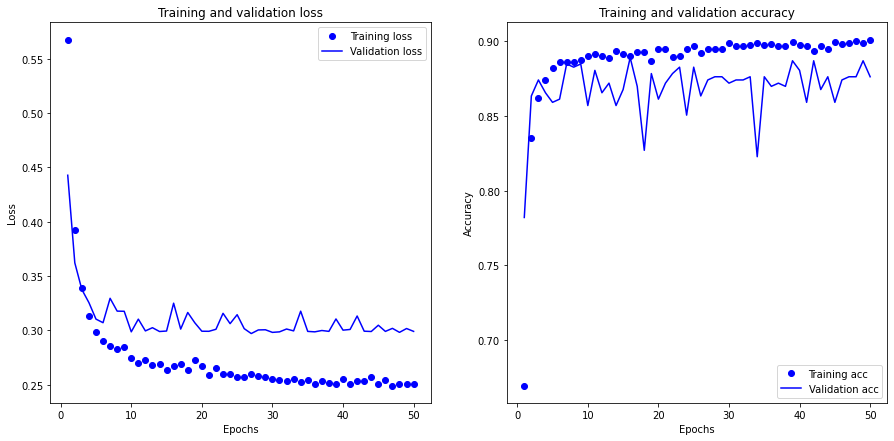 Training and validation loss
Training loss
Validation loss
0.55
0.50
0.45
0.40
0.35
0.30
0.25
Loss
0
10
20
30
40
50
Epochs
Training and validation accuracy
0.90
0.85
0.80
0.75
0.70
Accuracy
Training acc
Validation acc
0
10
20
30
40
50
Epochs